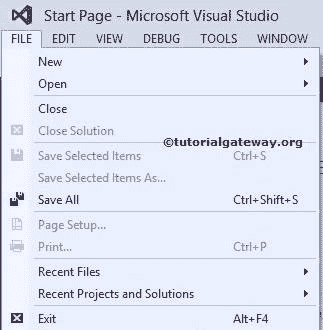 Start Page - Microsoft Visual Studio
FILE EDIT VIEW DEBUG TOOLS WINDOW
New
Open
Close
Close Solution
©tutorialgateway.org
Save Selected Items Ctrl+S
Save Selected Items As...
Save All Ctrl+Shift+S
Page Setup...
Print... Ctrl+P
Recent Files
Recent Projects and Solutions
Exit Alt+F4